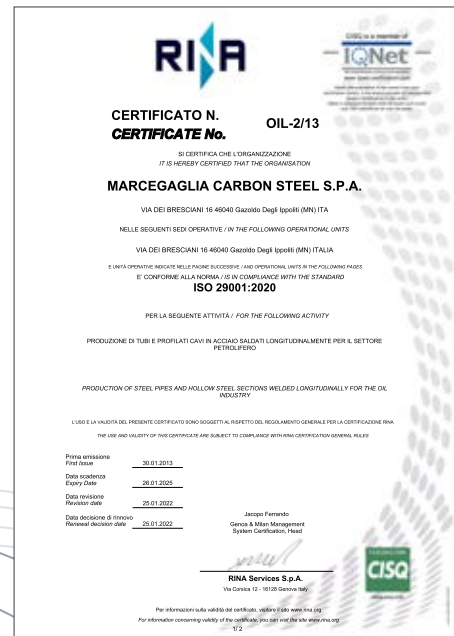 RINA
CISQ is a member of
IQNet
CERTIFICATO N.
CERTIFICATE No.
OIL-2/13
SI CERTIFICA CHE L'ORGANIZZAZIONE
IT IS HEREBY CERTIFIED THAT THE ORGANISATION
MARCEGAGLIA CARBON STEEL S.P.A.
VIA DEI BRESCIANI 16 46040 Gazoldo Degli Ippoliti (MN) ITA
NELLE SEGUENTI SEDI OPERATIVE / IN THE FOLLOWING OPERATIONAL UNITS
VIA DEI BRESCIANI 16 46040 Gazoldo Degli Ippoliti (MN) ITALIA
E UNITÀ OPERATIVE INDICATE NELLE PAGINE SUCCESSIVE / AND OPERATIONAL UNITS IN THE FOLLOWING PAGES
E' CONFORME ALLA NORMA / IS IN COMPLIANCE WITH THE STANDARD
ISO 29001:2020
PER LA SEGUENTE ATTIVITÀ / FOR THE FOLLOWING ACTIVITY
PRODUZIONE DI TUBI E PROFILATI CAVI IN ACCIAIO SALDATI LONGITUDINALMENTE PER IL SETTORE
PETROLIFERO
PRODUCTION OF STEEL PIPES AND HOLLOW STEEL SECTIONS WELDED LONGITUDINALLY FOR THE OIL
INDUSTRY
L'USO E LA VALIDITÀ DEL PRESENTE CERTIFICATO SONO SOGGETTI AL RISPETTO DEL REGOLAMENTO GENERALE PER LA CERTIFICAZIONE RINA
THE USE AND VALIDITY OF THIS CERTIFICATE ARE SUBJECT TO COMPLIANCE WITH RINA CERTIFICATION GENERAL RULES
Prima emissione
First Issue 30.01.2013
Data scadenza
Expiry Date 26.01.2025
Data revisione
Revision date 25.01.2022
Data decisione di rinnovo
Renewal decision date 25.01.2022
Jacopo Ferrando
Genoa & Milan Management
System Certification, Head
RINA Services S.p.A.
Via Corsica 12 - 16128 Genova Italy
CISQ
Per informazioni sulla validità del certificato, visitare il sito www.rina.org
For information concerning validity of the certificate, you can visit the site www.rina.org
1/ 2